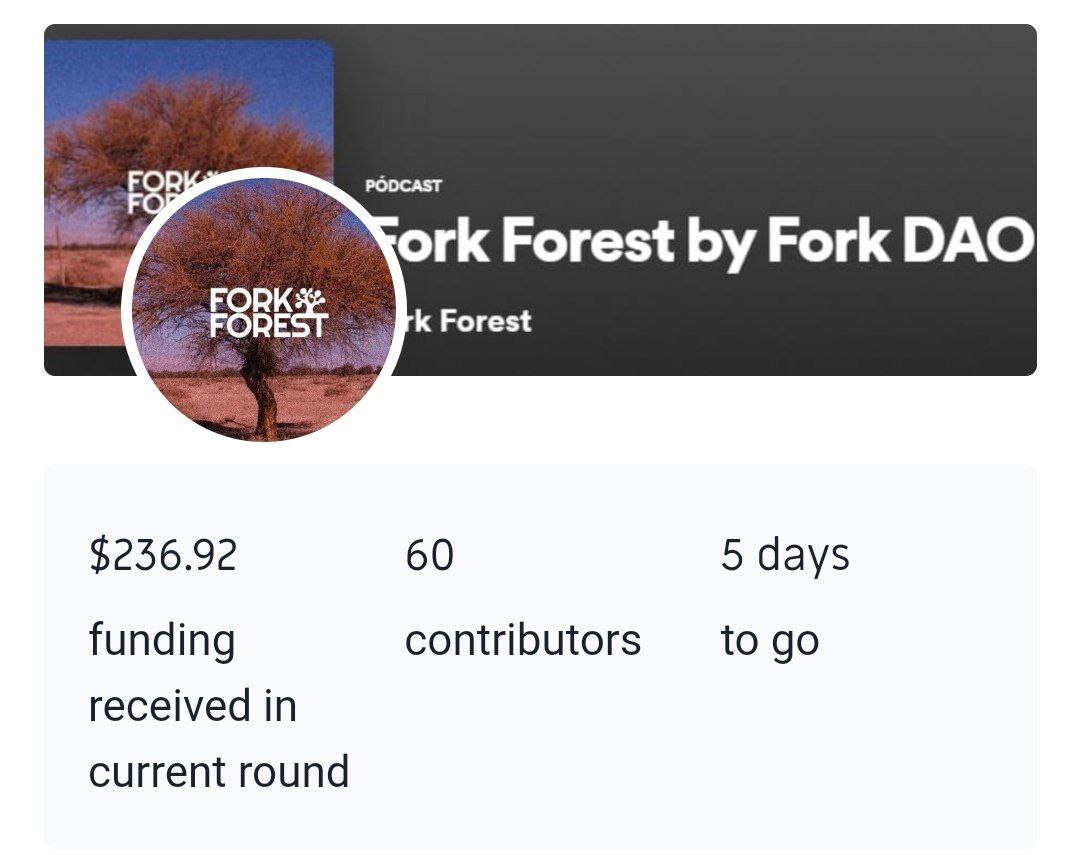 FORK
FOR
PÓDCAST
Fork Forest by Fork DAO
rk Forest
FORK
FOREST
$236.92
60
5 days
funding
received in
current round
contributors
to go